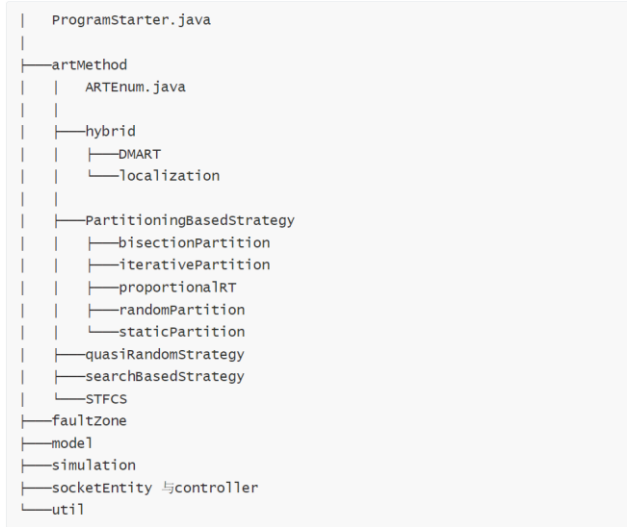 │   ProgramStarter.java
│
├──artMethod
│   │   ARTEnum.java
│   │
│   ├──hybrid
│   │   ├──DMART
│   │   └──localization
│   │
│   ├──PartitioningBasedStrategy
│   │   ├──bisectionPartition
│   │   ├──iterativePartition
│   │   ├──proportionalRT
│   │   ├──randomPartition
│   │   └──staticPartition
│   ├──quasiRandomStrategy
│   ├──searchBasedStrategy
│   └──STFCS
├──faultZone
├──model
├──simulation
├──socketEntity 与controller
└──util